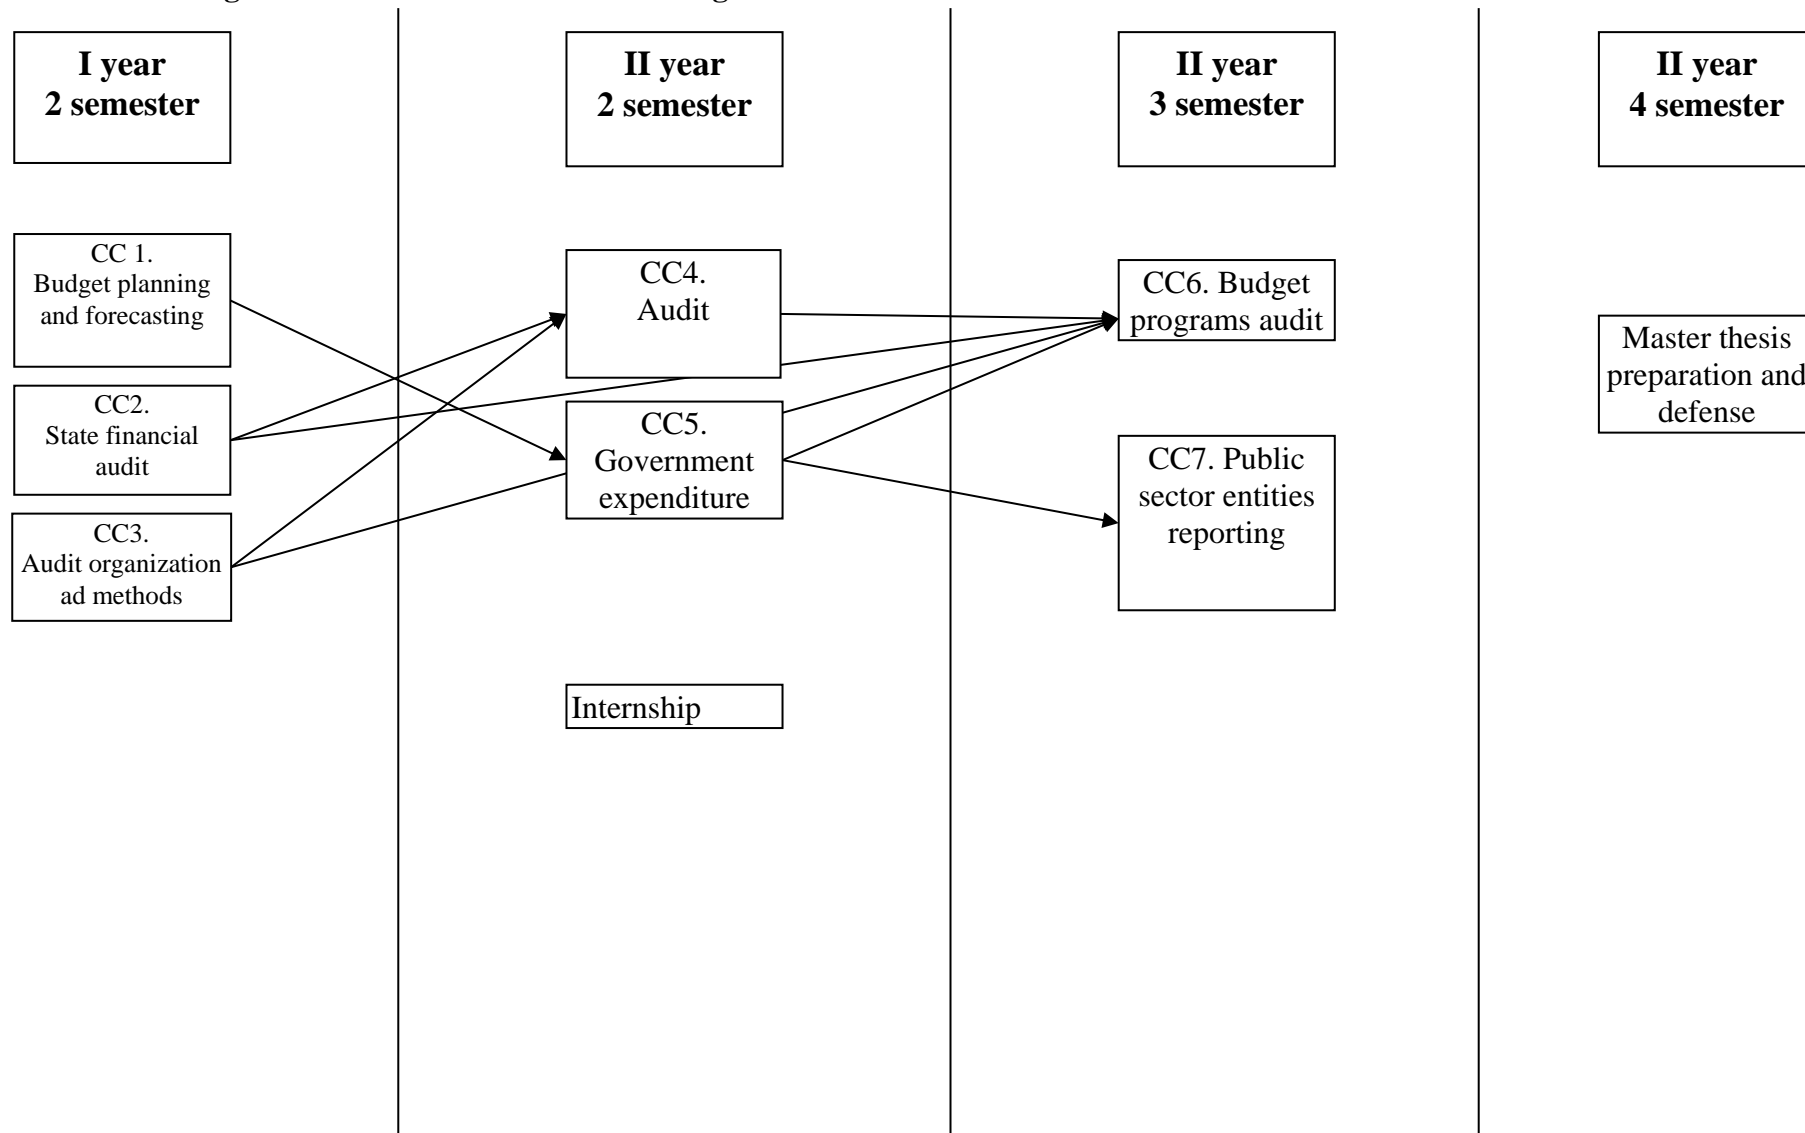 I year
2 semester
II year
2 semester
II year
3 semester
II year
4 semester
CC 1.
Budget planning
and forecasting
CC2.
State financial
audit
CC3.
Audit organization
ad methods
CC4.
Audit
CC5.
Government
expenditure
Internship
CC6. Budget
programs audit
CC7. Public
sector entities
reporting
Master thesis
preparation and
defense